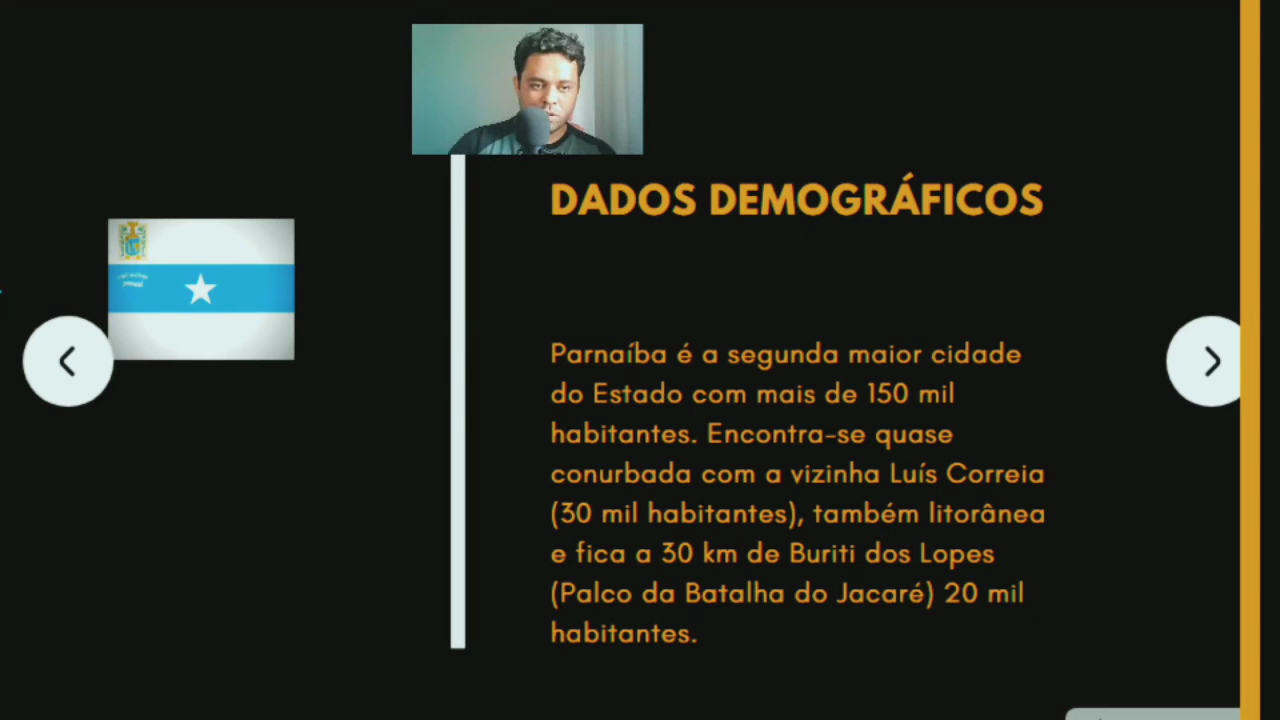 DADOS DEMOGRÁFICOS
Parnaíba é a segunda maior cidade
do Estado com mais de 150 mil
habitantes. Encontra-se quase
conurbada com a vizinha Luís Correia
(30 mil habitantes), também litorânea
e fica a 30 km de Buriti dos Lopes
(Palco da Batalha do Jacaré) 20 mil
habitantes.